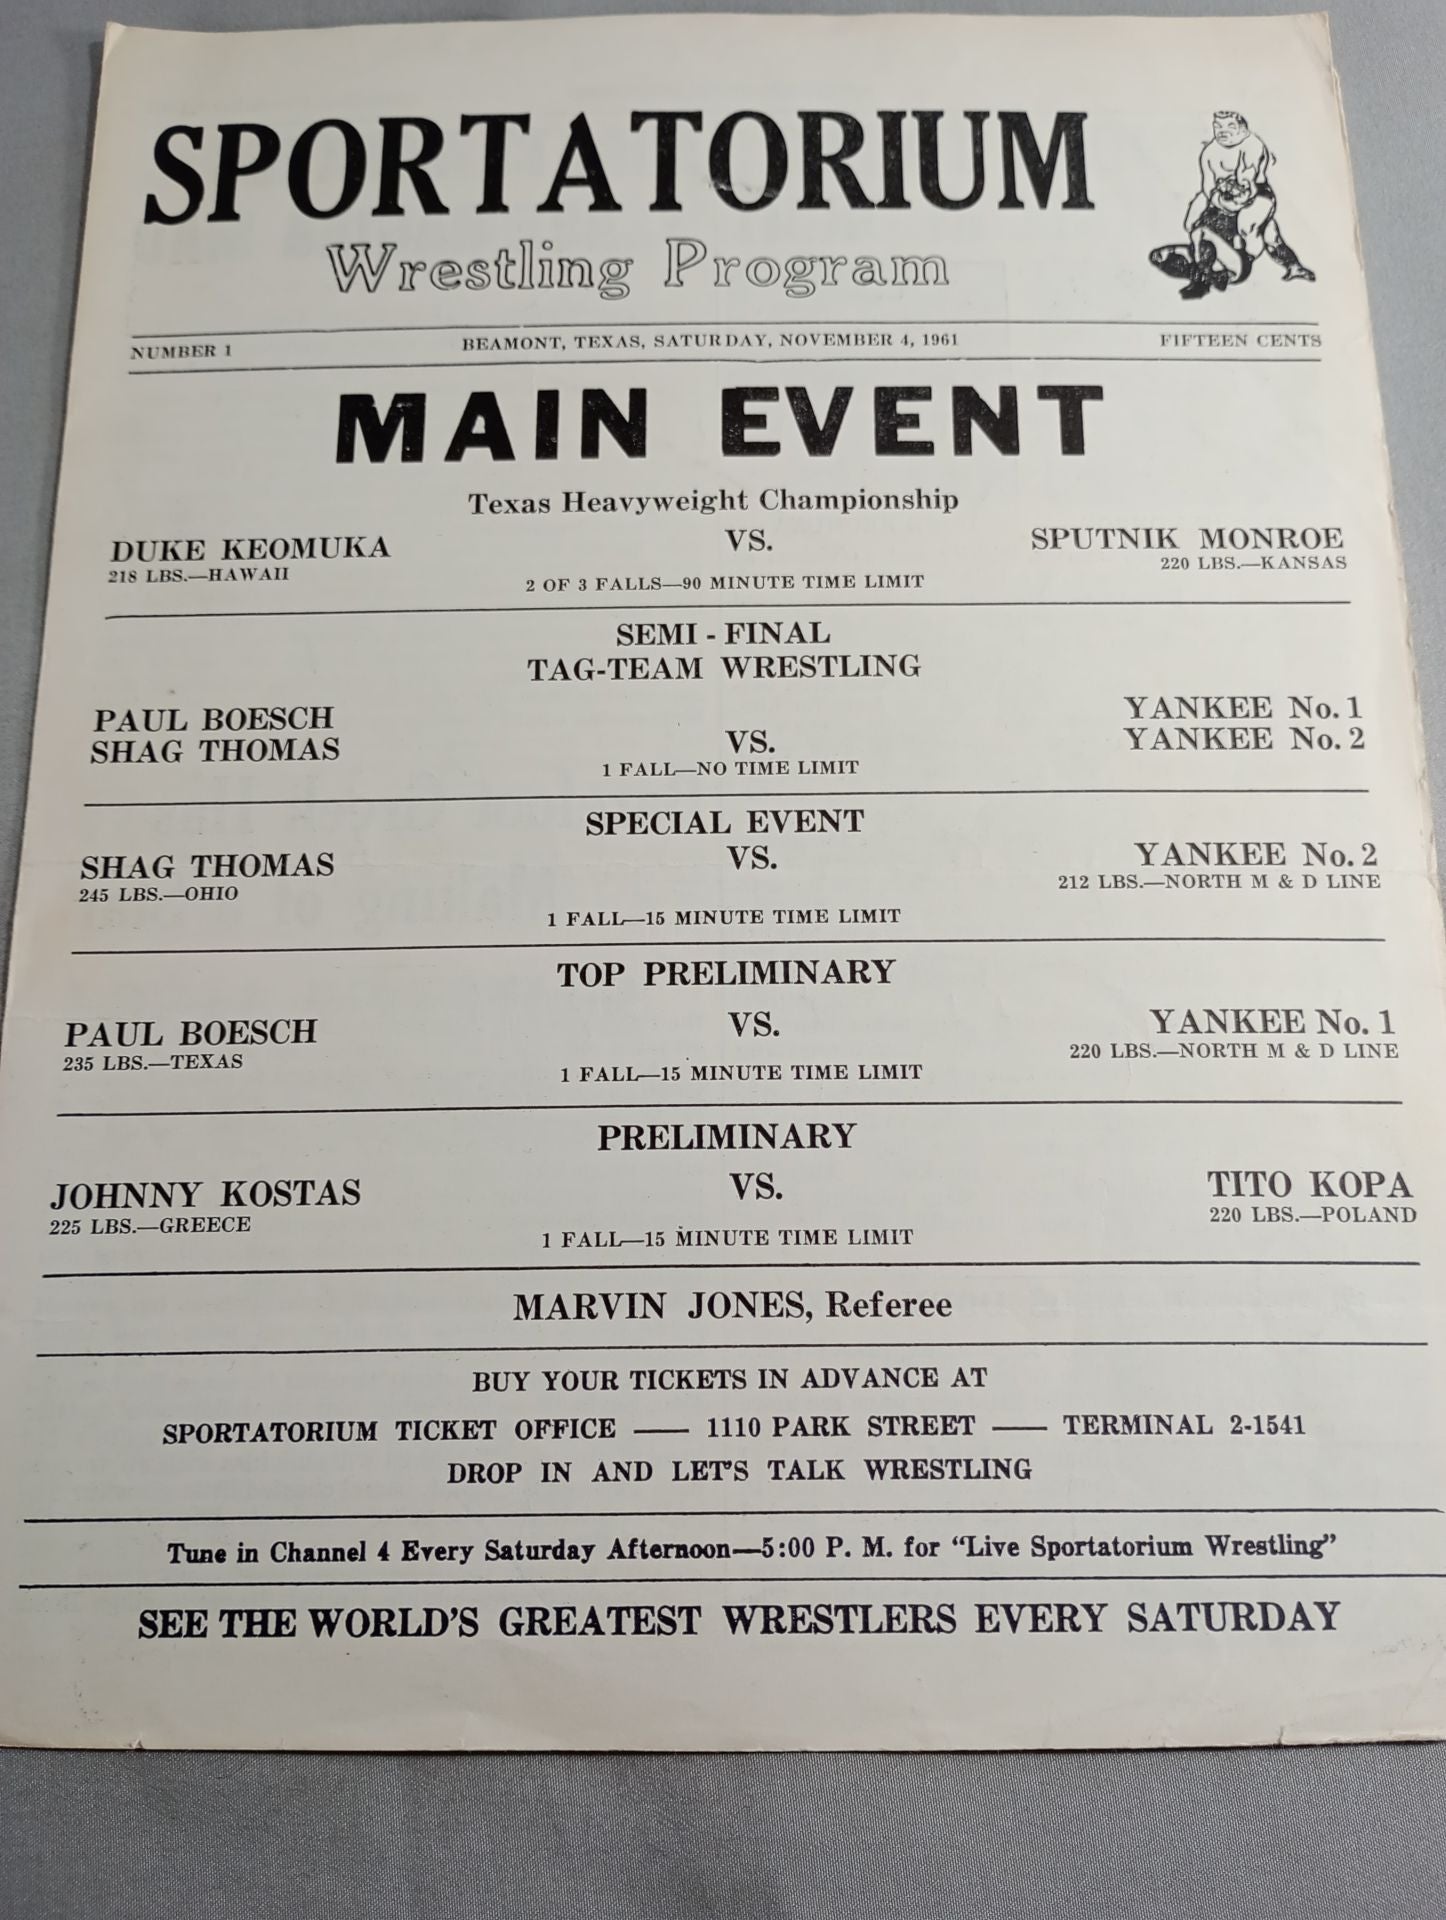 SPORTATORIUM
Wrestling Program
NUMBER 1 BEAMONT, TEXAS, SATURDAY, NOVEMBER 4, 1961 FIFTEEN CENTS
MAIN EVENT
Texas Heavyweight Championship
DUKE KEOMUKA VS. SPUTNIK MONROE
218 LBS.—HAWAII 2 OF 3 FALLS—90 MINUTE TIME LIMIT 220 LBS.—KANSAS
SEMI - FINAL
TAG-TEAM WRESTLING
PAUL BOESCH YANKEE No. 1
SHAG THOMAS VS. YANKEE No. 2
1 FALL—NO TIME LIMIT
SPECIAL EVENT
SHAG THOMAS VS. YANKEE No. 2
245 LBS.—OHIO 212 LBS.—NORTH M & D LINE
1 FALL—15 MINUTE TIME LIMIT
TOP PRELIMINARY
PAUL BOESCH VS. YANKEE No. 1
235 LBS.—TEXAS 220 LBS.—NORTH M & D LINE
1 FALL—15 MINUTE TIME LIMIT
PRELIMINARY
JOHNNY KOSTAS VS. TITO KOPA
225 LBS.—GREECE 220 LBS.—POLAND
1 FALL—15 MINUTE TIME LIMIT
MARVIN JONES, Referee
BUY YOUR TICKETS IN ADVANCE AT
SPORTATORIUM TICKET OFFICE —— 1110 PARK STREET —— TERMINAL 2-1541
DROP IN AND LET'S TALK WRESTLING
Tune in Channel 4 Every Saturday Afternoon—5:00 P. M. for "Live Sportatorium Wrestling"
SEE THE WORLD'S GREATEST WRESTLERS EVERY SATURDAY